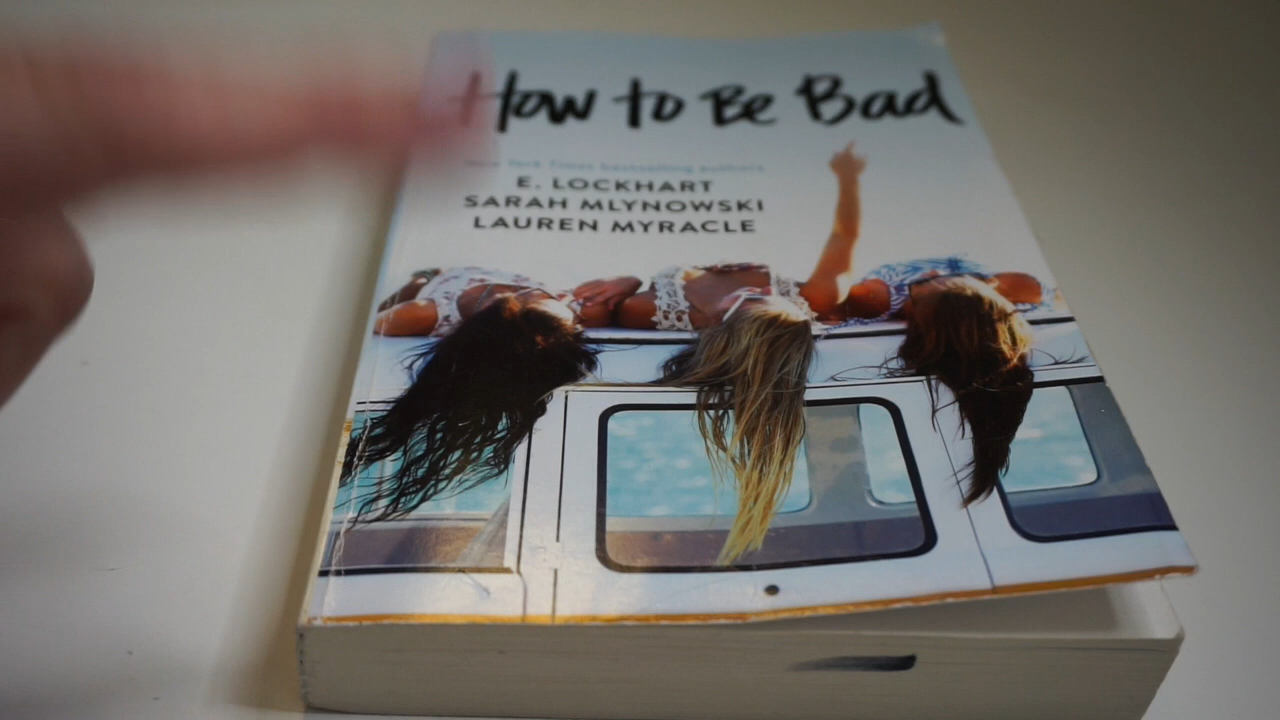 How to Be Bad
New York Times bestselling authors
E. LOCKHART
SARAH MLYNOWSKI
LAUREN MYRACLE